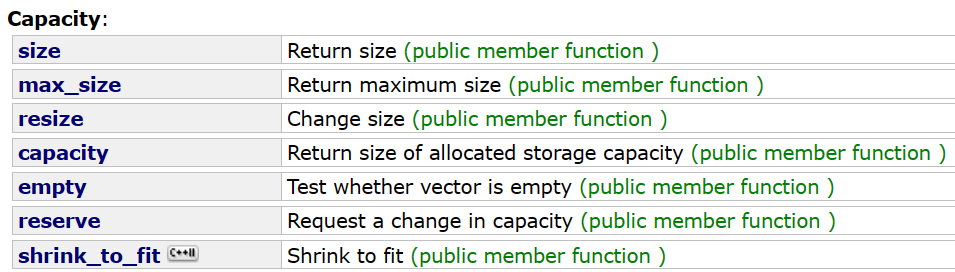 Capacity:
size Return size (public member function )
max_size Return maximum size (public member function )
resize Change size (public member function )
capacity Return size of allocated storage capacity (public member function )
empty Test whether vector is empty (public member function )
reserve Request a change in capacity (public member function )
shrink_to_fit C++11 Shrink to fit (public member function )